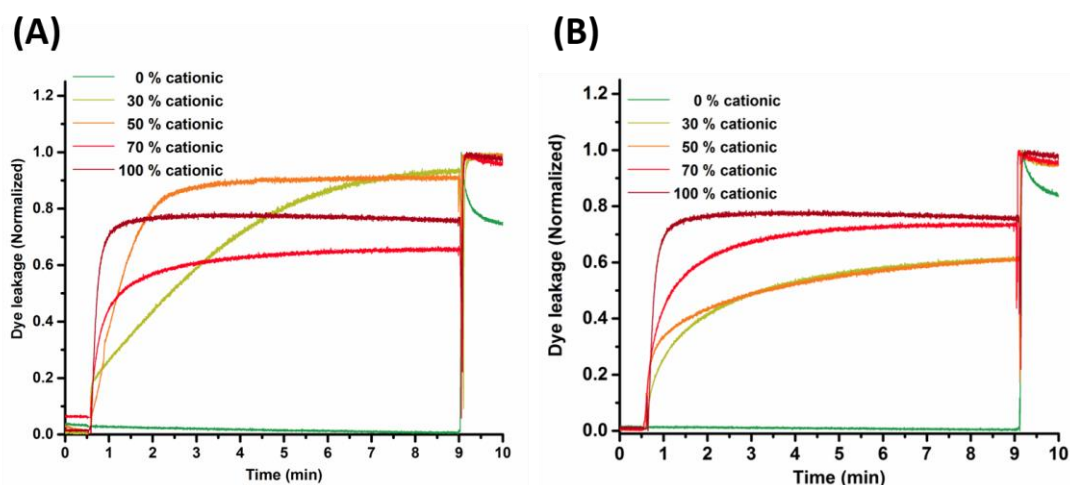 (A)
0 % cationic
30 % cationic
50 % cationic
70 % cationic
100 % cationic
Dye leakage (Normalized)
1.2
1.0
0.8
0.6
0.4
0.2
0.0
0 1 2 3 4 5 6 7 8 9 10
Time (min)
(B)
0 % cationic
30 % cationic
50 % cationic
70 % cationic
100 % cationic
Dye leakage (Normalized)
1.2
1.0
0.8
0.6
0.4
0.2
0.0
0 1 2 3 4 5 6 7 8 9 10
Time (min)